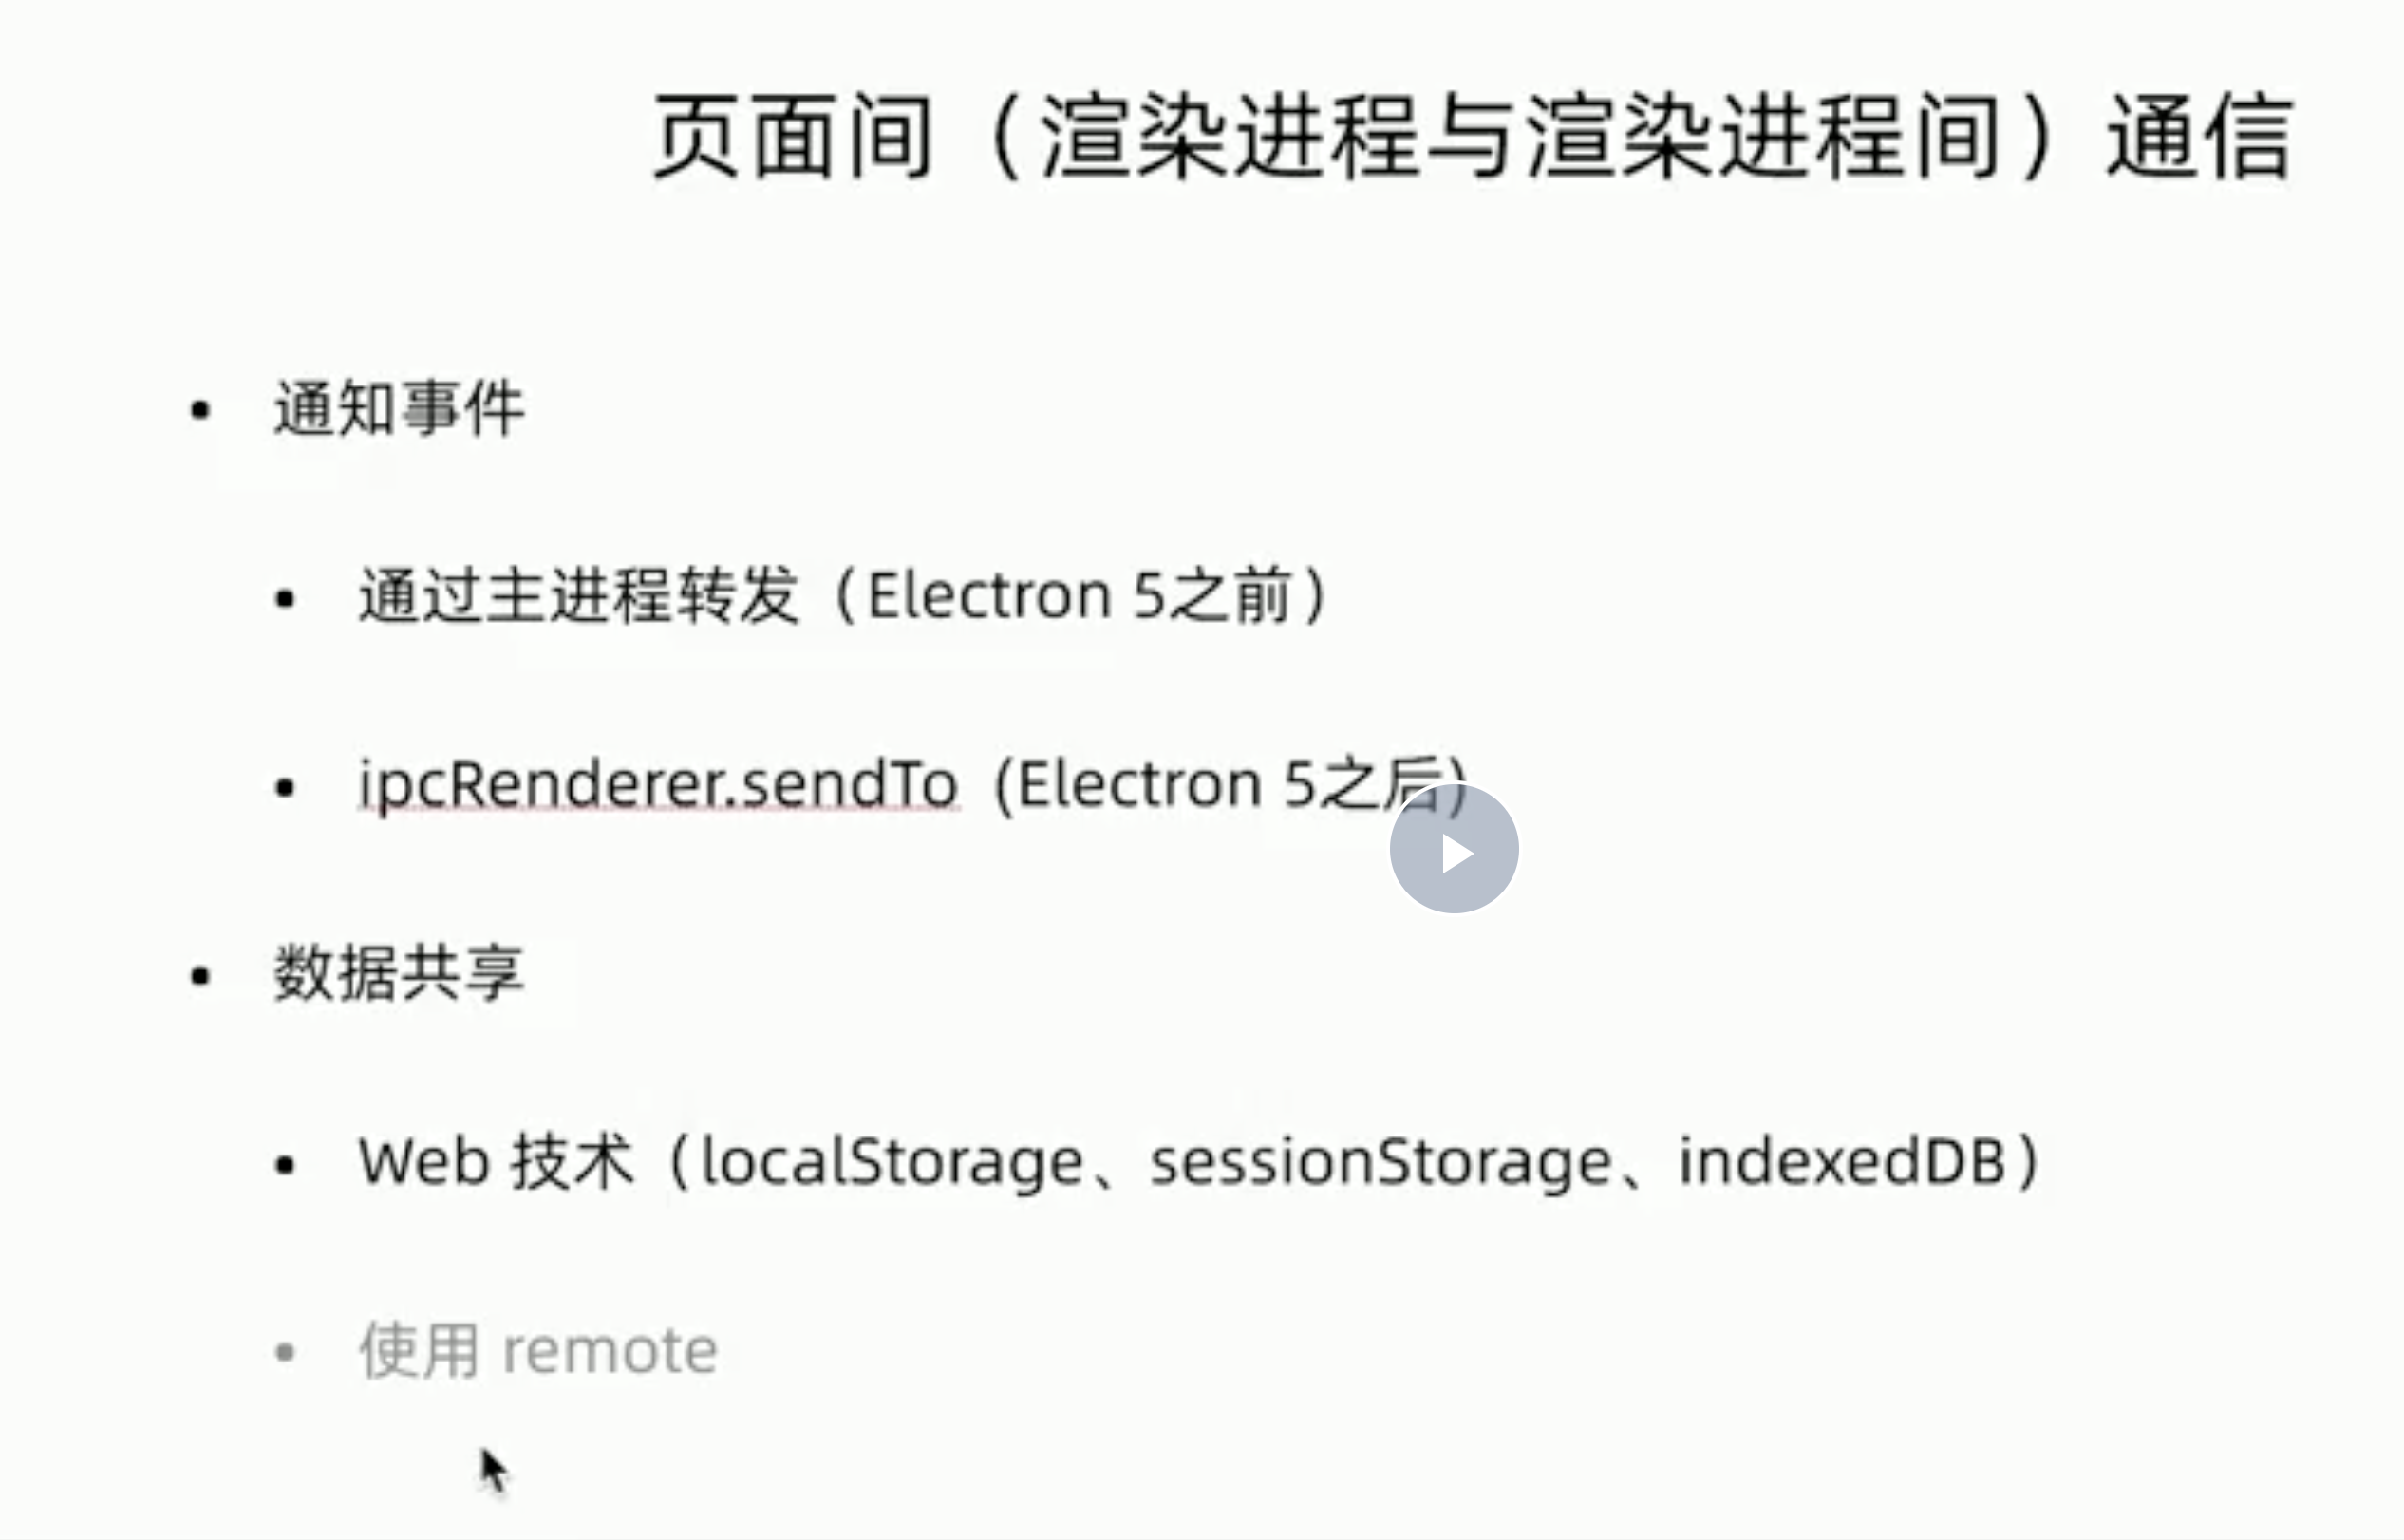 页面间（渲染进程与渲染进程间）通信
• 通知事件
• 通过主进程转发（Electron 5之前）
• ipcRenderer.sendTo (Electron 5之后)
• 数据共享
• Web 技术（localStorage、sessionStorage、indexedDB）
• 使用 remote